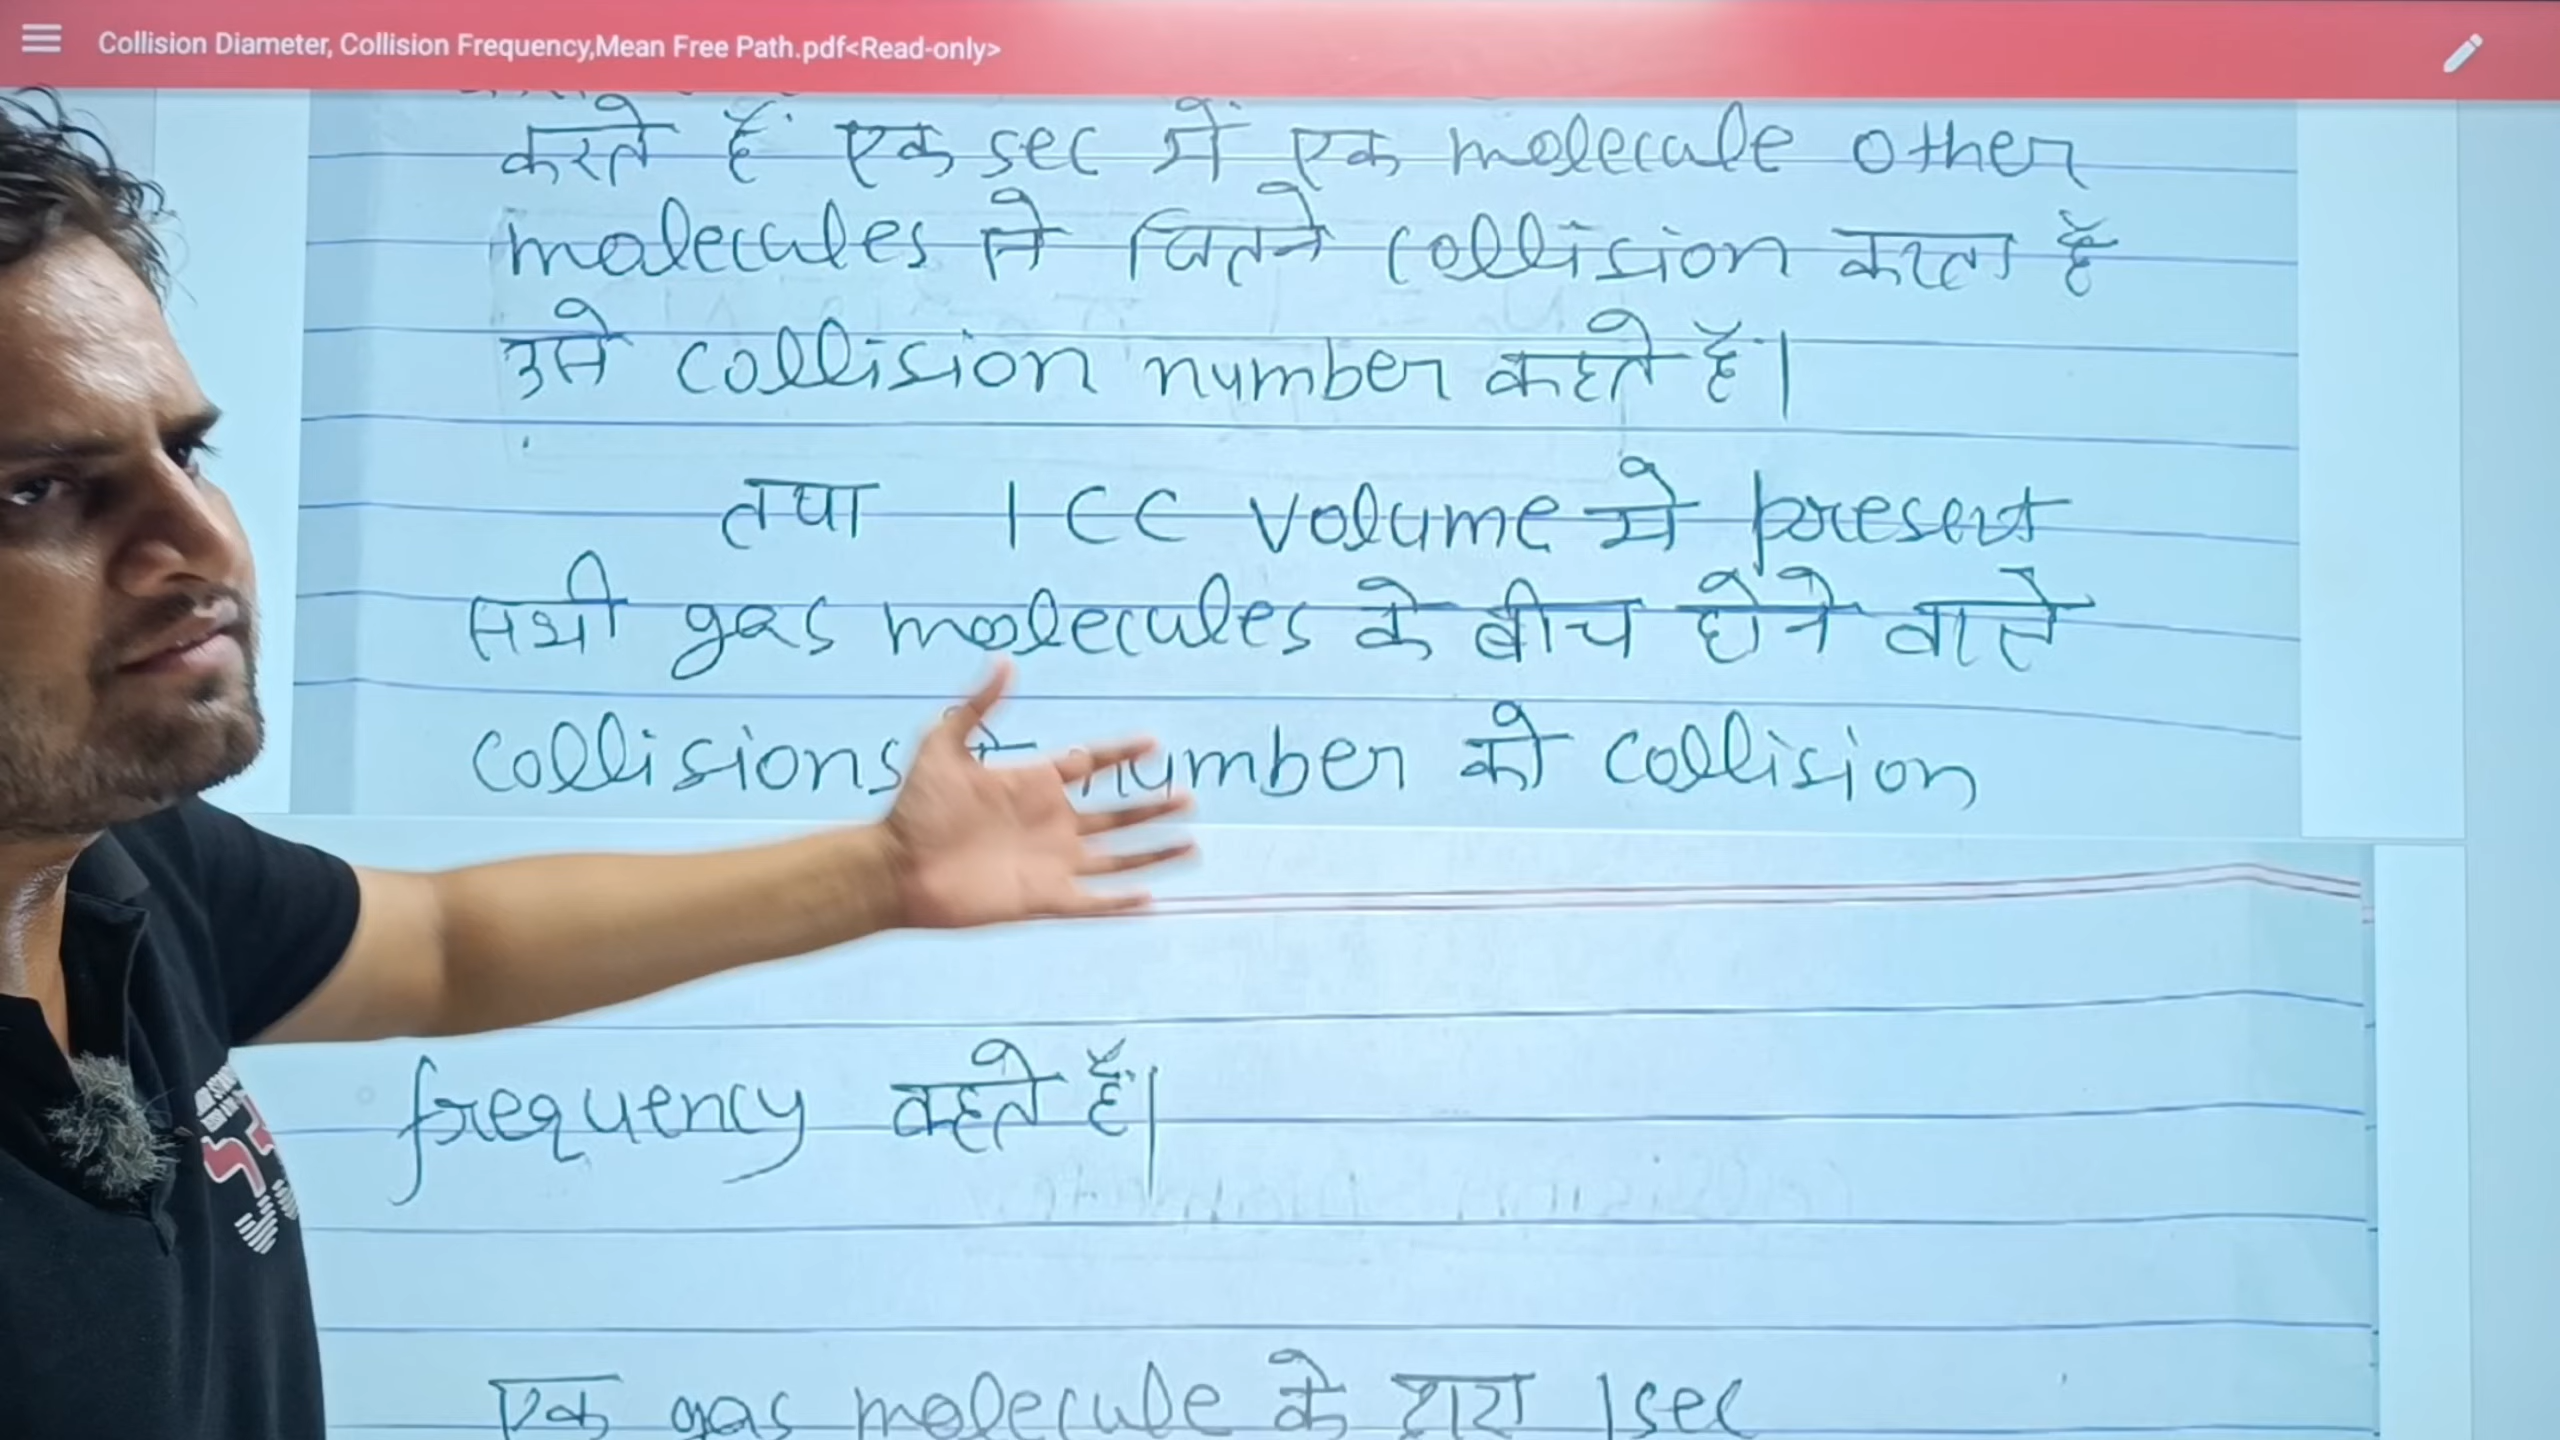 Collision Diameter, Collision Frequency,Mean Free Path.pdf<Read-only>
करते हैं एक sec में एक molecule other
molecules से जितने collision करता है
उसे collision number कहते हैं।
तथा 1 CC volume मे present
सभी gas molecules के बीच होने वाले
collisions number को collision
frequency कहते हैं।
एक gas molecule के द्वारा 1sec